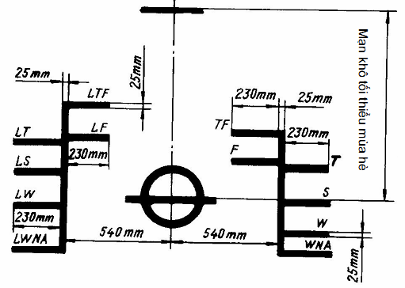 25mm
LTF
25mm
LT
LF
LS
230mm
LW
230mm
LWNA
540mm
540mm
230mm
25mm
TF
230mm
F
T
S
W
WNA
25mm
Mạn khô tối thiểu mùa hè